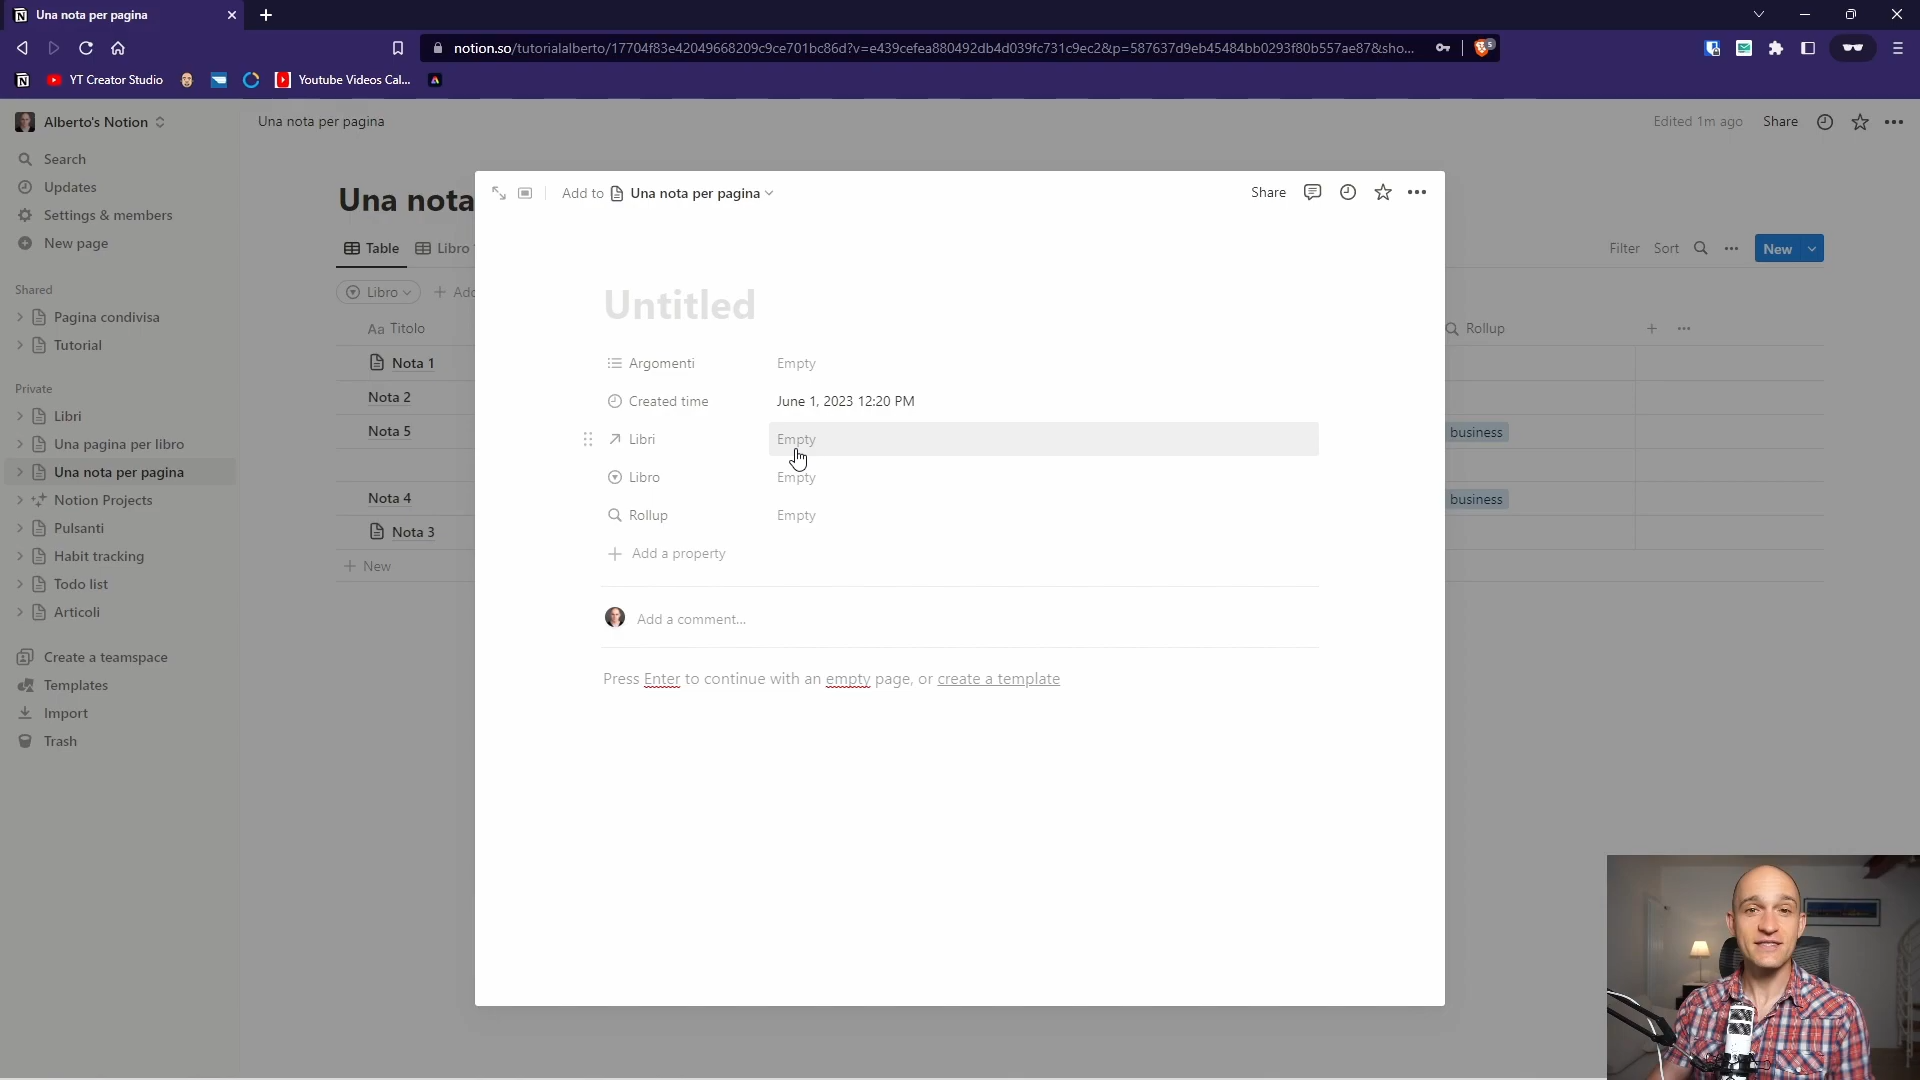 Una nota per pagina
notion.so/tutorialalberto/17704f83e42049668209c9ce701bc86d?v=e439cefea880492db4d039fc731c9ec2&p=587637d9eb45484bb0293f80b557ae87&sho...
5
YT Creator Studio
Youtube Videos Cal...
Alberto's Notion
Una nota per pagina
Edited 1m ago
Share
Search
Updates
Settings & members
New page
Shared
Pagina condivisa
Tutorial
Private
Libri
Una pagina per libro
Una nota per pagina
Notion Projects
Pulsanti
Habit tracking
Todo list
Articoli
Create a teamspace
Templates
Import
Trash
Una nota
Table
Libro
Filter
Sort
New
Libro
Aa Titolo
Rollup
Nota 1
Nota 2
Nota 5
business
Nota 4
business
Nota 3
New
Add to Una nota per pagina
Share
Untitled
Argomenti Empty
Created time June 1, 2023 12:20 PM
Libri Empty
Libro Empty
Rollup Empty
Add a property
Add a comment...
Press Enter to continue with an empty page, or create a template